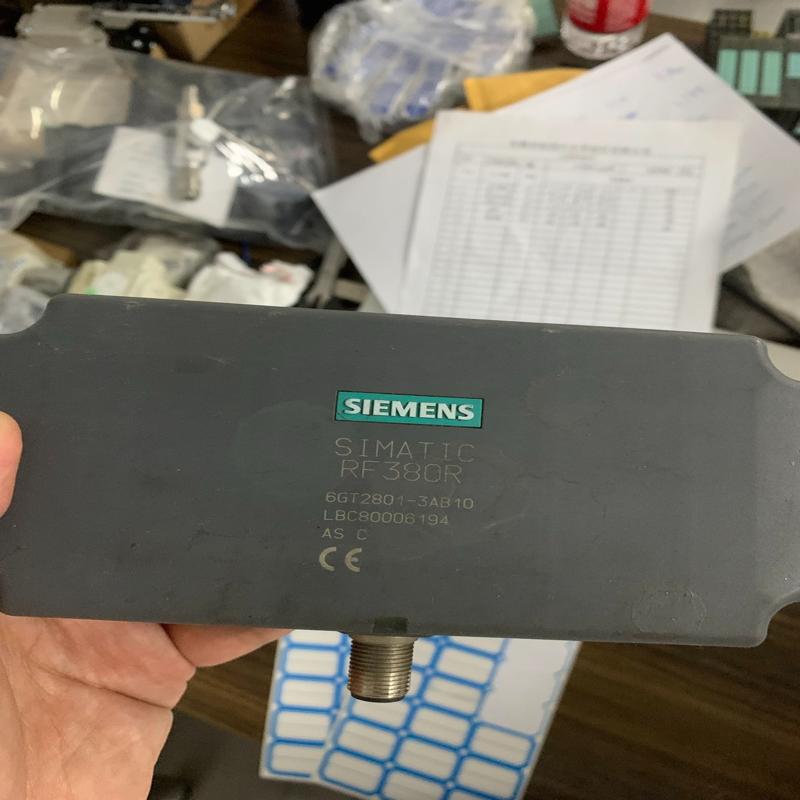 SIEMENS
SIMATIC
RF380R
6GT2801-3AB10
LBC80006194
AS C
CE